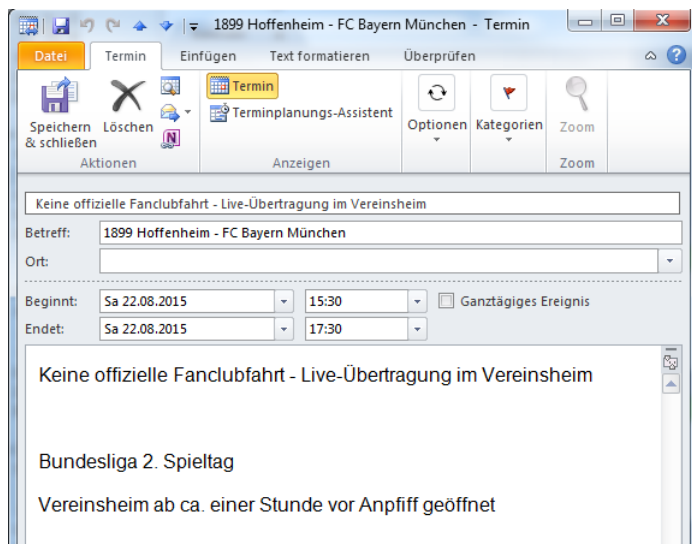 1899 Hoffenheim - FC Bayern München - Termin
Datei Termin Einfügen Text formatieren Überprüfen
Speichern & schließen
Löschen
Termin
Terminplanungs-Assistent
Optionen
Kategorien
Zoom
Aktionen Anzeigen Zoom
Keine offizielle Fanclubfahrt - Live-Übertragung im Vereinsheim
Betreff: 1899 Hoffenheim - FC Bayern München
Ort:
Beginnt: Sa 22.08.2015 15:30 Ganztägiges Ereignis
Endet: Sa 22.08.2015 17:30
Keine offizielle Fanclubfahrt - Live-Übertragung im Vereinsheim
Bundesliga 2. Spieltag
Vereinsheim ab ca. einer Stunde vor Anpfiff geöffnet